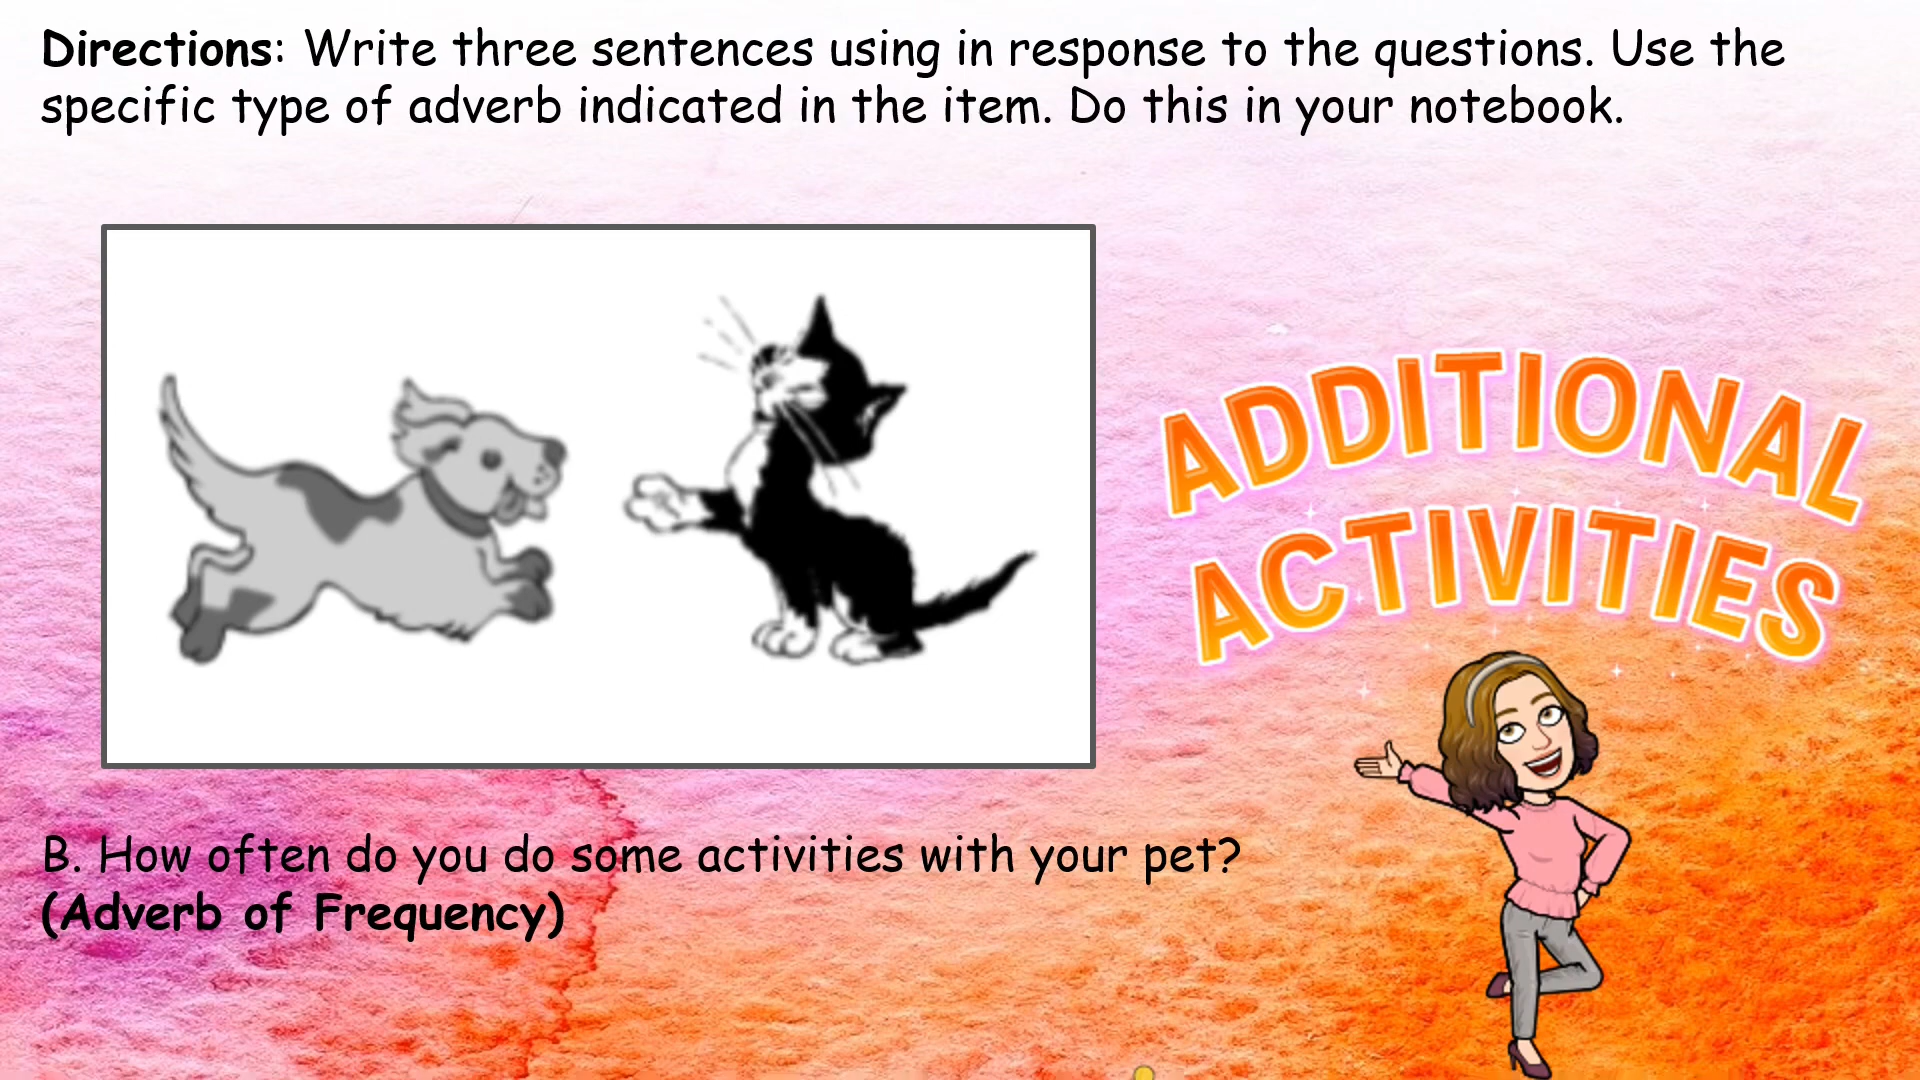 Directions: Write three sentences using in response to the questions. Use the
specific type of adverb indicated in the item. Do this in your notebook.
ADDITIONAL
ACTIVITIES
B. How often do you do some activities with your pet?
(Adverb of Frequency)